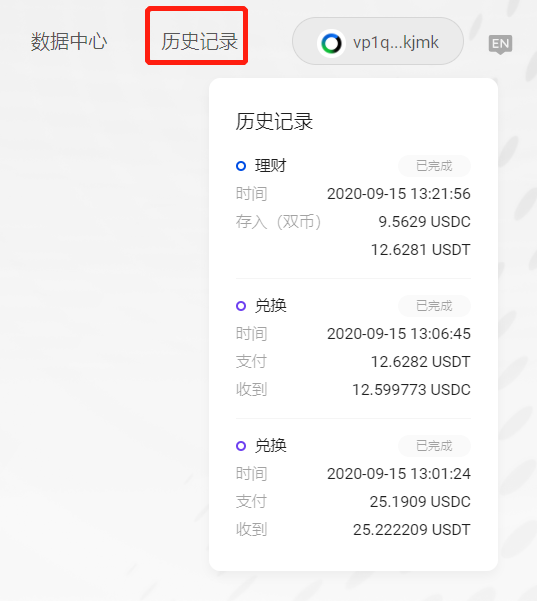 数据中心 历史记录 vp1q...kjmk EN
历史记录
理财 已完成
时间 2020-09-15 13:21:56
存入（双币） 9.5629 USDC
12.6281 USDT
兑换 已完成
时间 2020-09-15 13:06:45
支付 12.6282 USDT
收到 12.599773 USDC
兑换 已完成
时间 2020-09-15 13:01:24
支付 25.1909 USDC
收到 25.222209 USDT